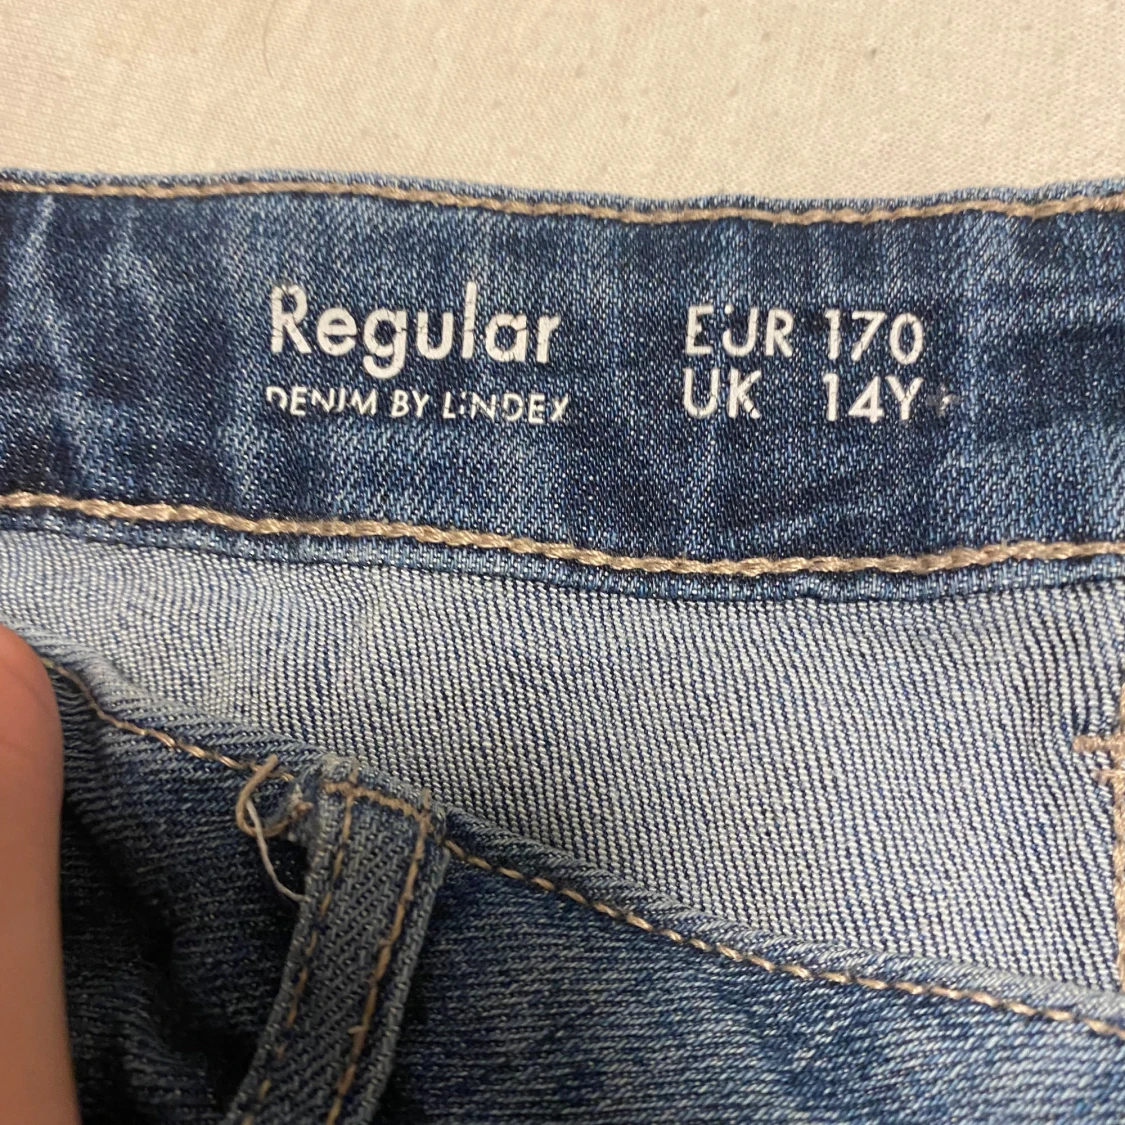 Regular
DENIM BY LINDEX
EUR 170
UK 14Y+